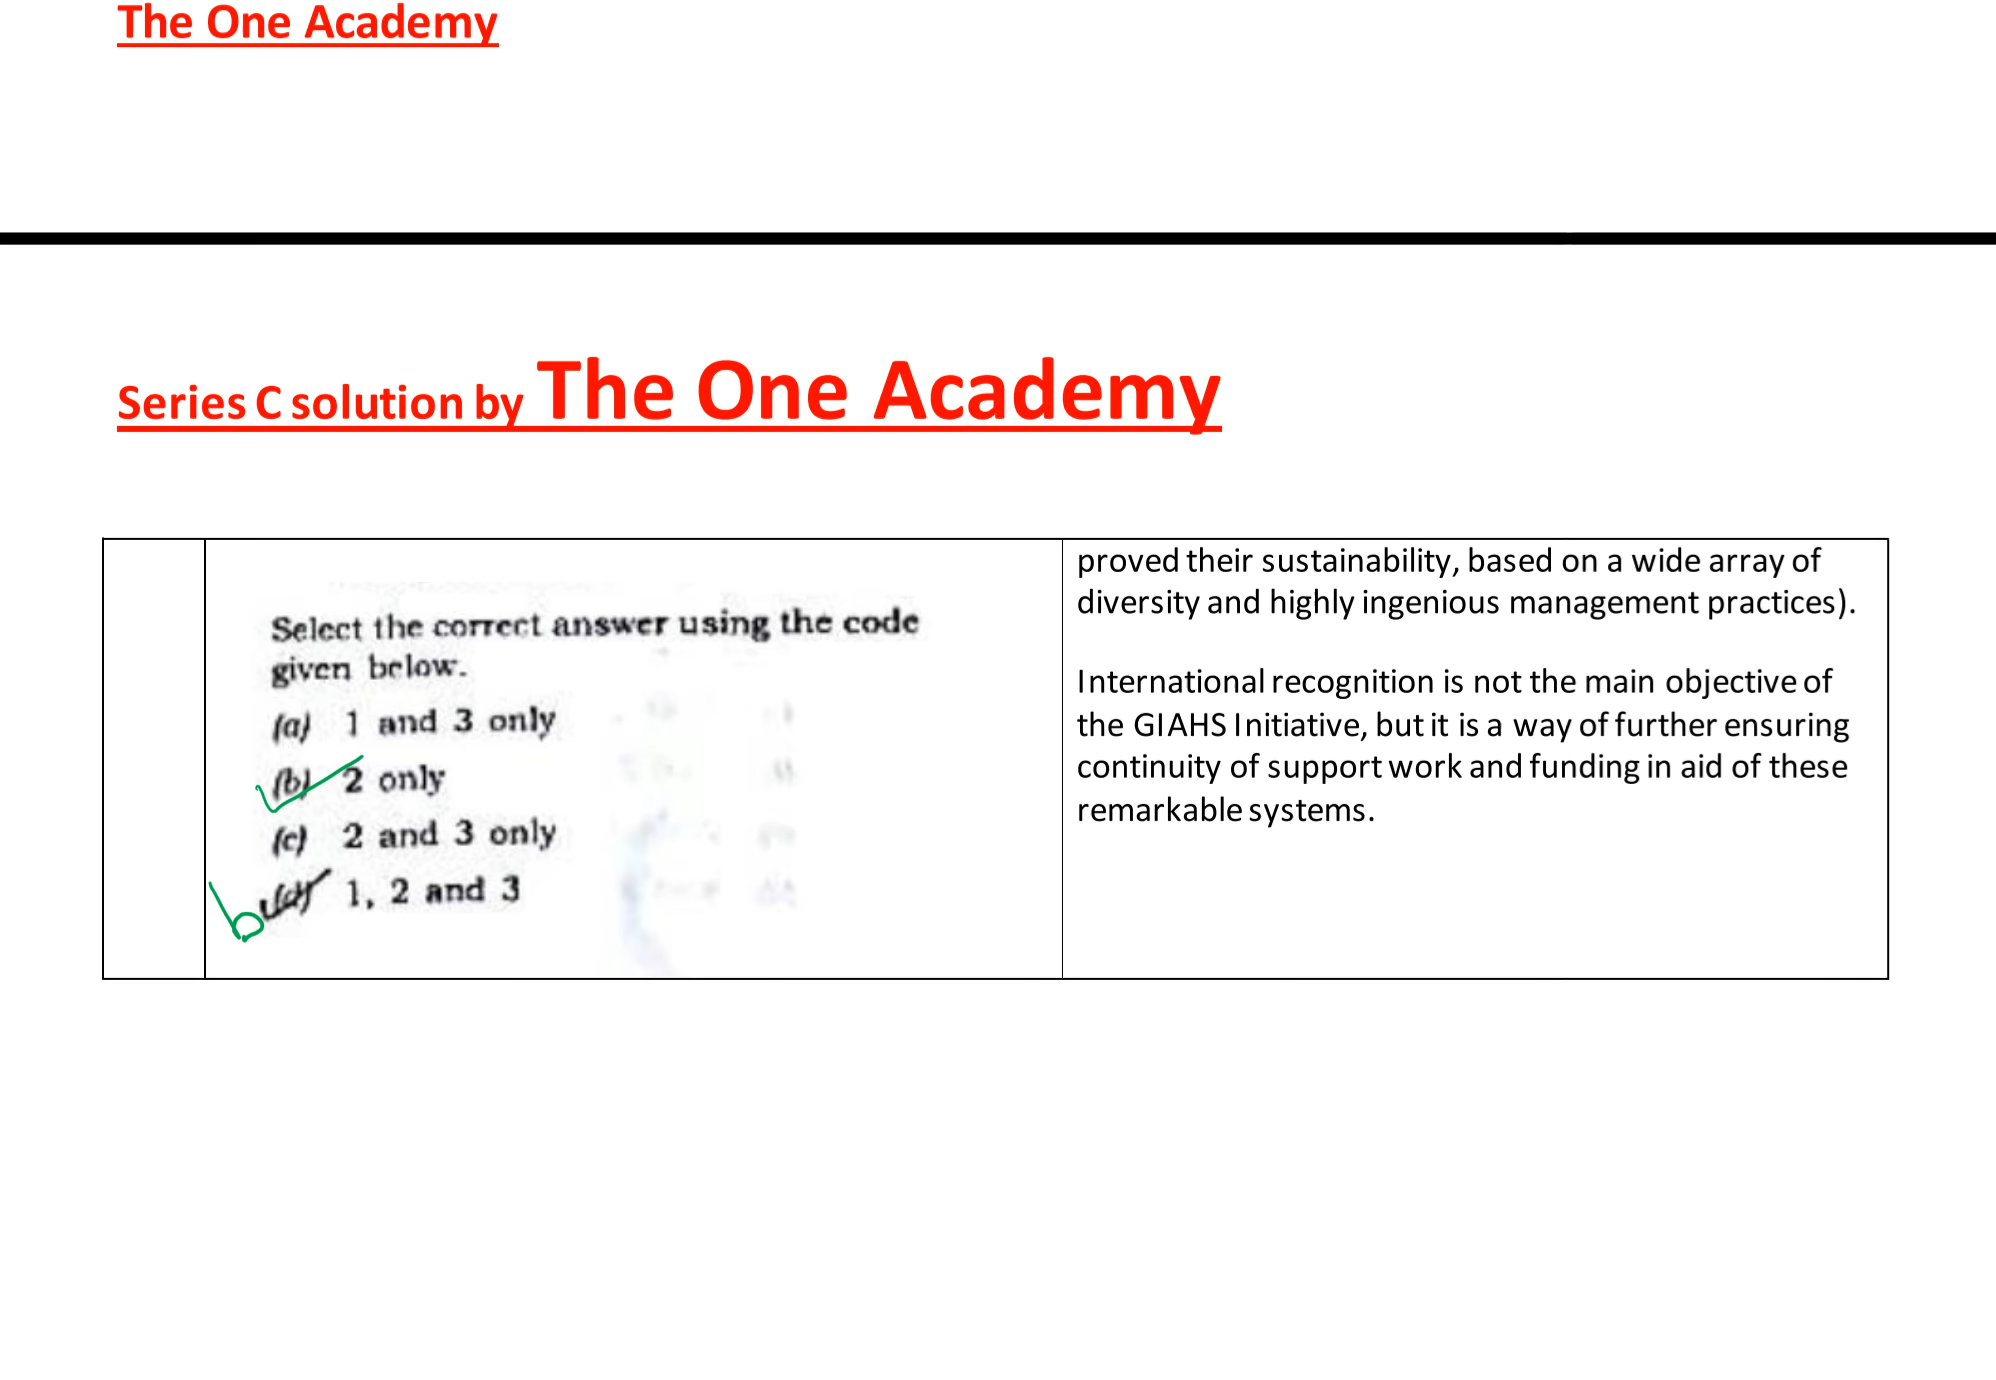 The One Academy
Series C solution by The One Academy
Select the correct answer using the code
given below.
(a) 1 and 3 only
(b) 2 only
(c) 2 and 3 only
(d) 1, 2 and 3
b
proved their sustainability, based on a wide array of
diversity and highly ingenious management practices).
International recognition is not the main objective of
the GIAHS Initiative, but it is a way of further ensuring
continuity of support work and funding in aid of these
remarkable systems.